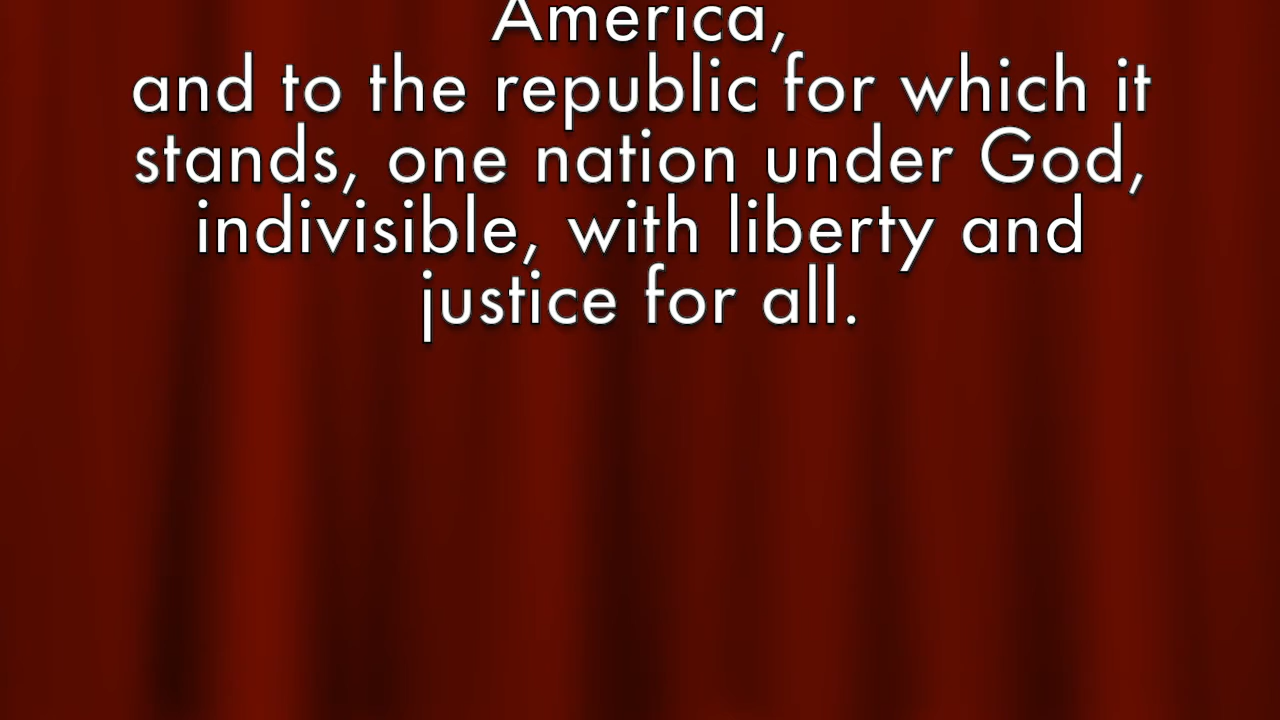 America,
and to the republic for which it
stands, one nation under God,
indivisible, with liberty and
justice for all.